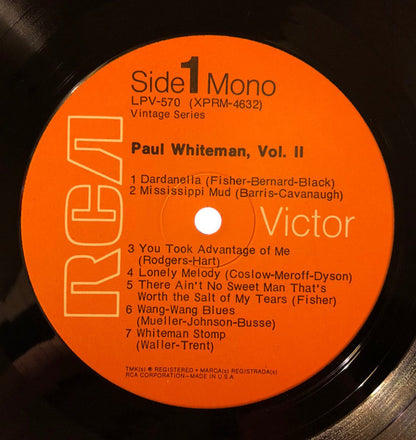 Side 1 Mono
LPV-570 (XPRM-4632)
Vintage Series
Paul Whiteman, Vol. II
1 Dardanella (Fisher-Bernard-Black)
2 Mississippi Mud (Barris-Cavanaugh)
RCA Victor
3 You Took Advantage of Me
(Rodgers-Hart)
4 Lonely Melody (Coslow-Meroff-Dyson)
5 There Ain't No Sweet Man That's
Worth the Salt of My Tears (Fisher)
6 Wang-Wang Blues
(Mueller-Johnson-Busse)
7 Whiteman Stomp
(Waller-Trent)
TMK(s) ® REGISTERED • MARCA(s) REGISTRADA(s)
RCA CORPORATION—MADE IN U.S.A.